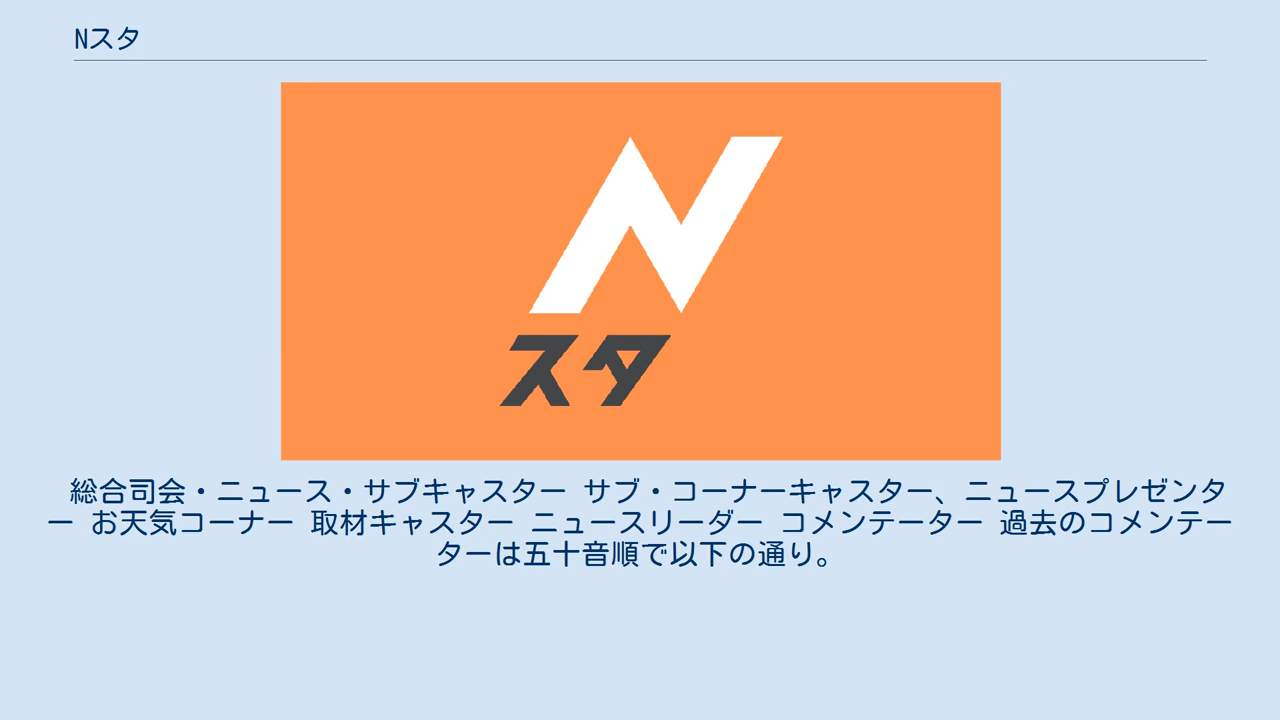 Nスタ
N
スタ
総合司会・ニュース・サブキャスター サブ・コーナーキャスター、ニュースプレゼンタ
ー お天気コーナー 取材キャスター ニュースリーダー コメンテーター 過去のコメンテー
ターは五十音順で以下の通り。